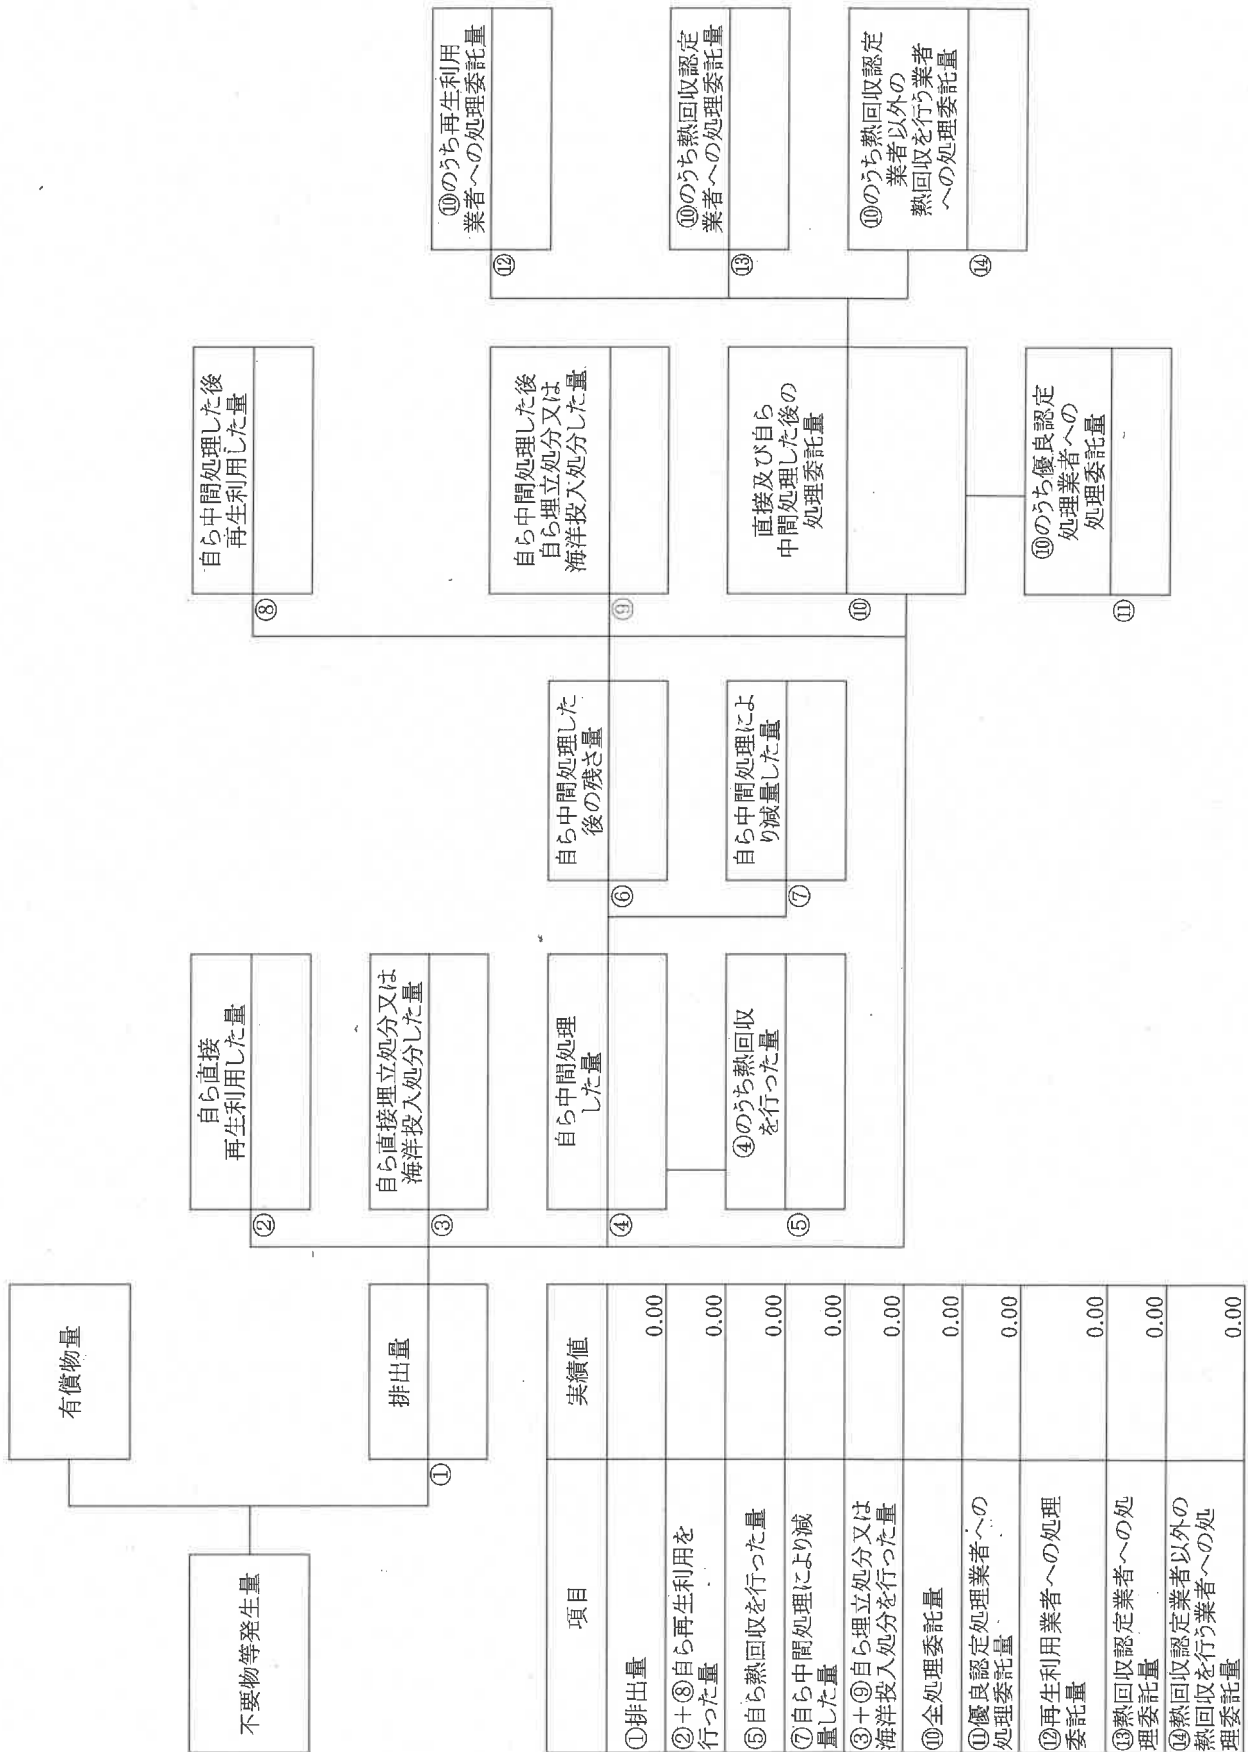 不要物等発生量
有償物量
排出量
①
自ら直接
再生利用した量
②
自ら直接埋立処分又は
海洋投入処分した量
③
自ら中間処理
した量
④
④のうち熱回収
を行った量
⑤
自ら中間処理した
後の残さ量
⑥
自ら中間処理によ
り減量した量
⑦
自ら中間処理した後
再生利用した量
⑧
自ら中間処理した後
自ら埋立処分又は
海洋投入処分した量
⑨
直接及び自ら
中間処理した後の
処理委託量
⑩
⑩のうち優良認定
処理業者への
処理委託量
⑪
⑩のうち再生利用
業者への処理委託量
⑫
⑩のうち熱回収認定
業者への処理委託量
⑬
⑩のうち熱回収認定
業者以外の
熱回収を行う業者
への処理委託量
⑭
項目 実績値
①排出量 0.00
②＋⑧自ら再生利用を
行った量 0.00
⑤自ら熱回収を行った量 0.00
⑦自ら中間処理により減
量した量 0.00
③＋⑨自ら埋立処分又は
海洋投入処分を行った量 0.00
⑩全処理委託量 0.00
⑪優良認定処理業者への
処理委託量 0.00
⑫再生利用業者への処理
委託量 0.00
⑬熱回収認定業者への処
理委託量 0.00
⑭熱回収認定業者以外の
熱回収を行う業者への処
理委託量 0.00